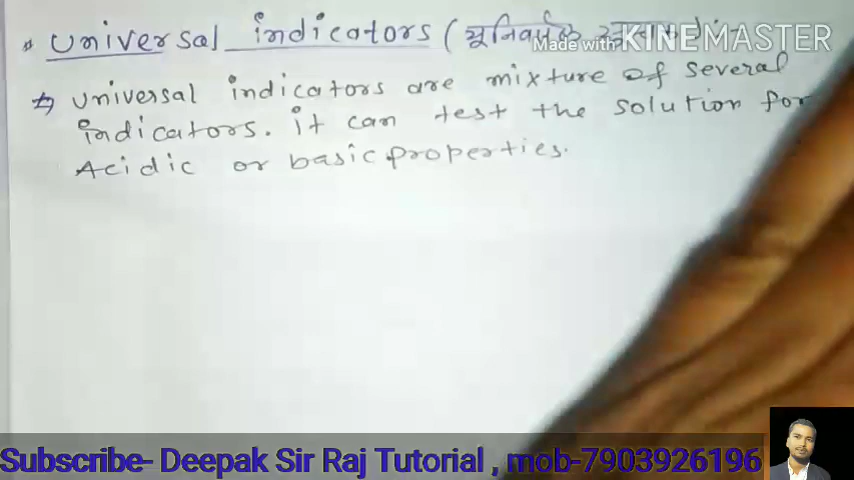 * Universal indicators (यूनिवर्सल
Made with KINEMASTER
⇒ Universal indicators are mixture of several
indicators. it can test the solution for
Acidic or basic properties.
Subscribe- Deepak Sir Raj Tutorial , mob-7903926196